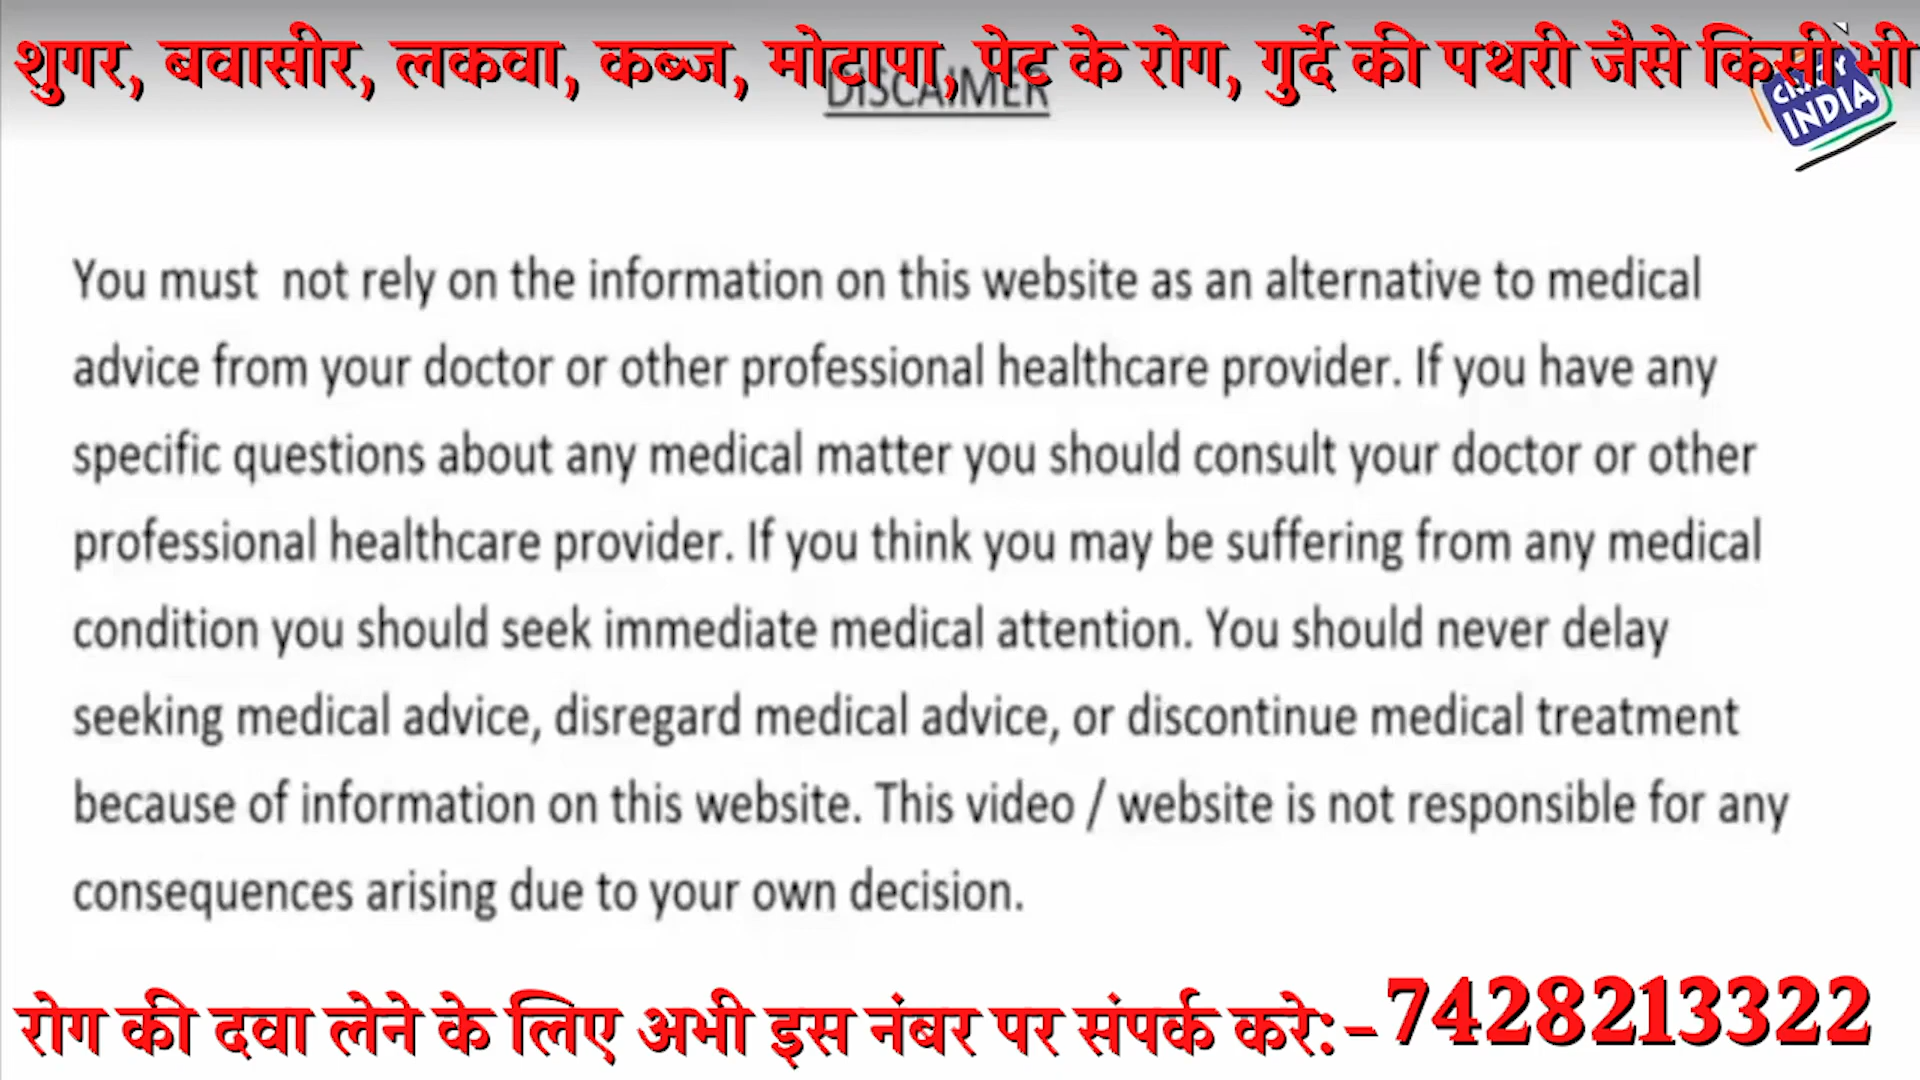 शुगर, बवासीर, लकवा, कब्ज, मोटापा, पेट के रोग, गुर्दे की पथरी जैसे किसी भी
DISCAIMER
INDIA
You must not rely on the information on this website as an alternative to medical
advice from your doctor or other professional healthcare provider. If you have any
specific questions about any medical matter you should consult your doctor or other
professional healthcare provider. If you think you may be suffering from any medical
condition you should seek immediate medical attention. You should never delay
seeking medical advice, disregard medical advice, or discontinue medical treatment
because of information on this website. This video / website is not responsible for any
consequences arising due to your own decision.
रोग की दवा लेने के लिए अभी इस नंबर पर संपर्क करे:-7428213322